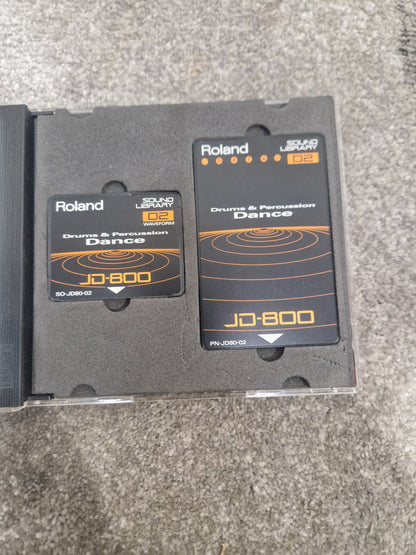 Roland
SOUND
LIBRARY
02
WAVEFORM
Drums & Percussion
Dance
JD-800
SO-JD80-02
Roland
SOUND
LIBRARY
02
Drums & Percussion
Dance
JD-800
PN-JD80-02